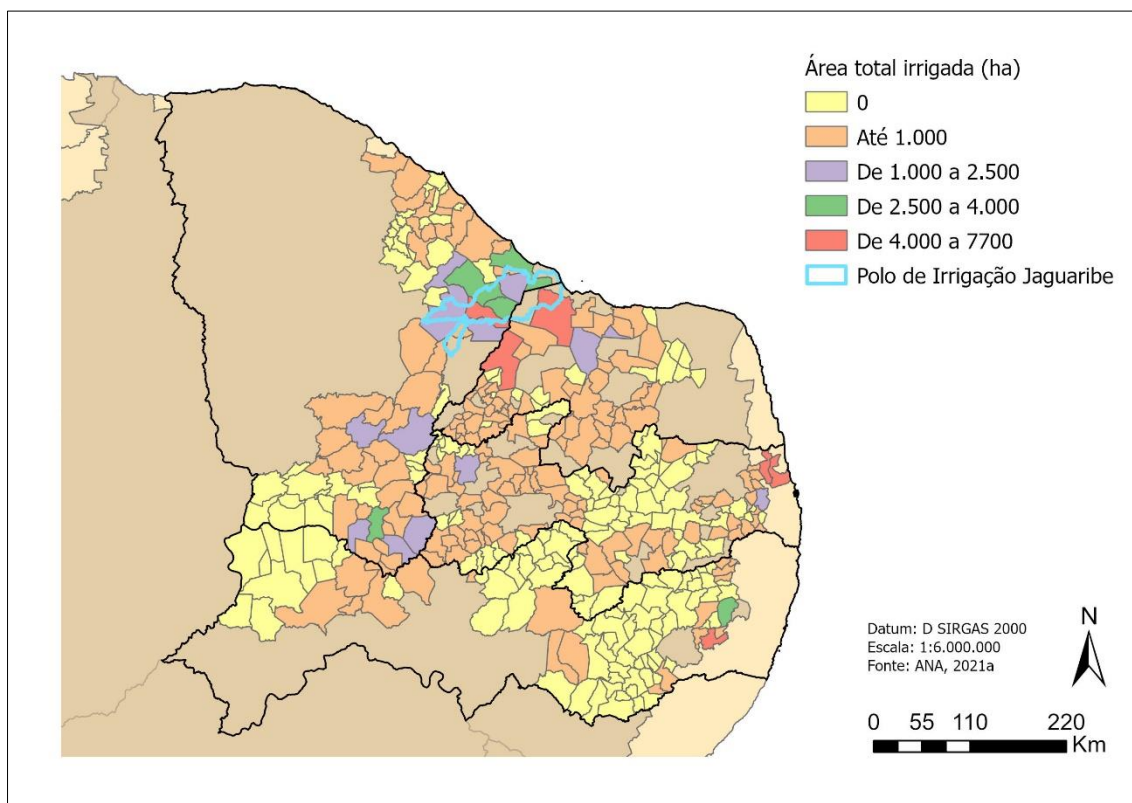 Área total irrigada (ha)
0
Até 1.000
De 1.000 a 2.500
De 2.500 a 4.000
De 4.000 a 7700
Polo de Irrigação Jaguaribe
Datum: D SIRGAS 2000
Escala: 1:6.000.000
Fonte: ANA, 2021a
N
0 55 110 220
Km